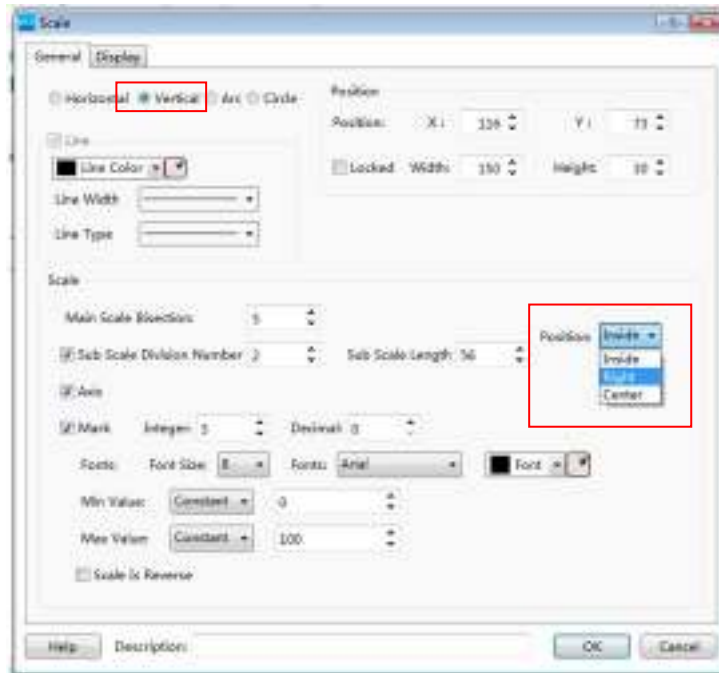 Scale
General Display
Horizontal Vertical Arc Circle
Position
Position: X: 116 Y: 73
Line
Line Color
Locked Width: 150 Height:
Line Width
Line Type
Scale
Main Scale Bisection: 5
Position Inside
Sub Scale Division Number 2 Sub Scale Length 56
Inside
Right
Center
Axis
Mark Integer: 3 Decimal: 0
Fonts: Font Size: 8 Fonts: Arial Font
Min Value: Constant 0
Max Value: Constant 100
Scale is Reverse
Help Description: OK Cancel